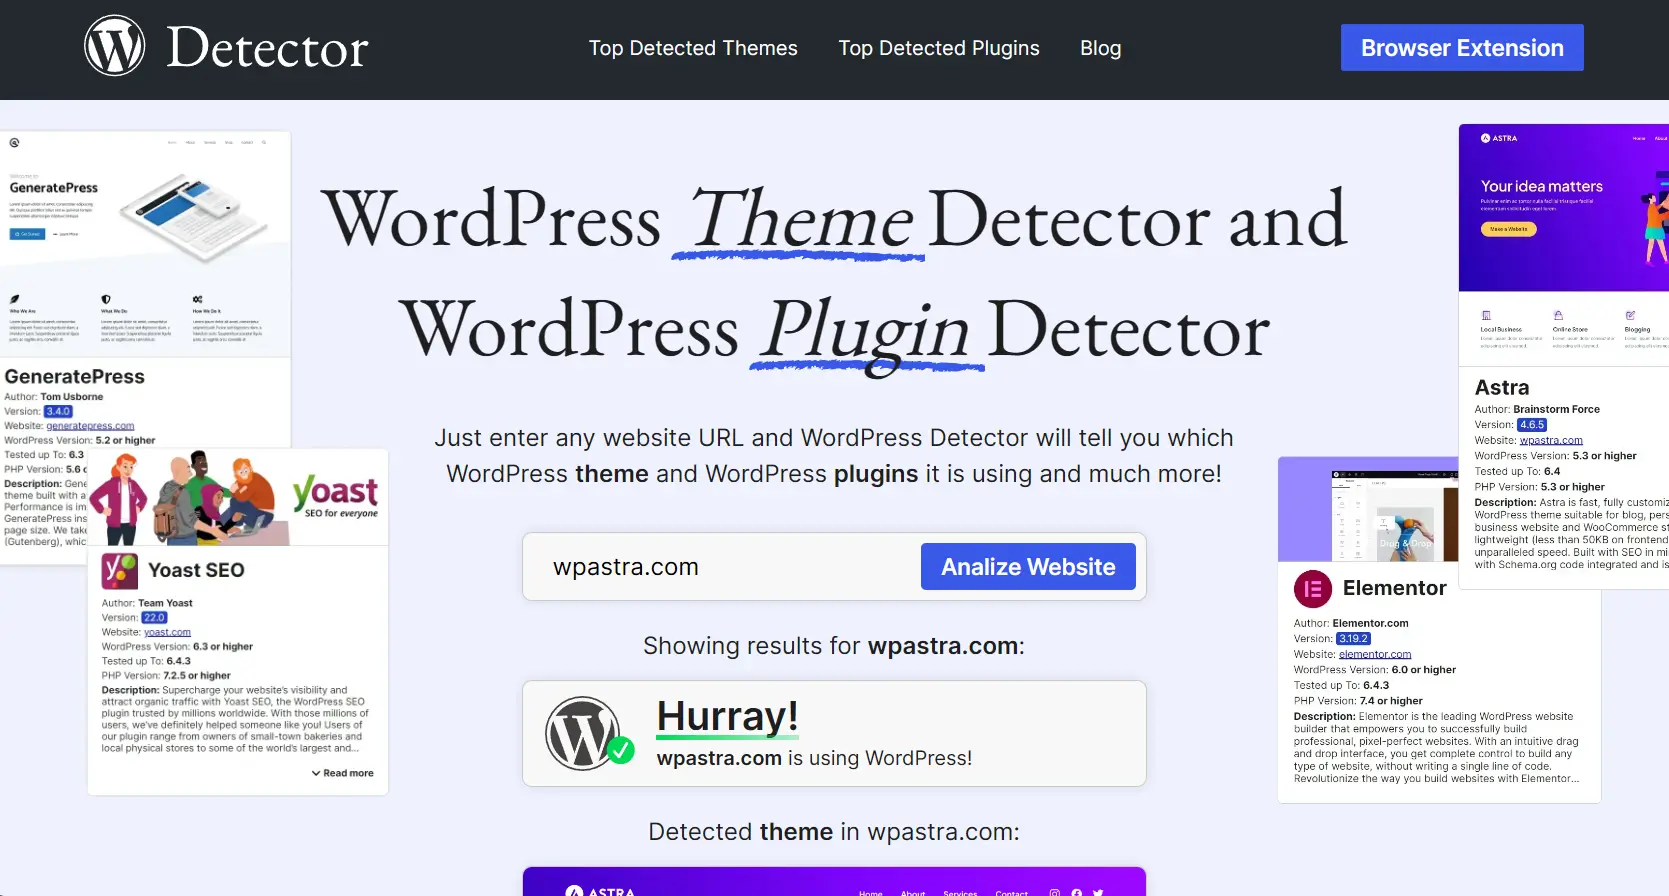 Detector
Top Detected Themes
Top Detected Plugins
Blog
Browser Extension
WordPress Theme Detector and
WordPress Plugin Detector
Just enter any website URL and WordPress Detector will tell you which
WordPress theme and WordPress plugins it is using and much more!
wpastra.com
Analize Website
Showing results for wpastra.com:
Hurray!
wpastra.com is using WordPress!
Detected theme in wpastra.com:
ASTRA
Home
About
Services
Contact
GeneratePress
Get Started
Learn More
Who We Are
What We Do
How We Do It
GeneratePress
Author: Tom Usborne
Version: 3.4.0
Website: generatepress.com
WordPress Version: 5.2 or higher
Tested up To: 6.3
PHP Version: 5.6
Description:
theme built with a
Performance is im
GeneratePress ins
page size. We take
(Gutenberg), whic
yoast
SEO for everyone
Yoast SEO
Author: Team Yoast
Version: 22.0
Website: yoast.com
WordPress Version: 6.3 or higher
Tested up To: 6.4.3
PHP Version: 7.2.5 or higher
Description: Supercharge your website's visibility and
attract organic traffic with Yoast SEO, the WordPress SEO
plugin trusted by millions worldwide. With those millions of
users, we've definitely helped someone like you! Users of
our plugin range from owners of small-town bakeries and
local physical stores to some of the world's largest and...
Read more
ASTRA
Home
About
Your idea matters
Make a Website
Local Business
Online Store
Blogging
Astra
Author: Brainstorm Force
Version: 4.6.5
Website: wpastra.com
WordPress Version: 5.3 or higher
Tested up To: 6.4
PHP Version: 5.3 or higher
Description: Astra is fast, fully customiz
WordPress theme suitable for blog, pers
business website and WooCommerce st
lightweight (less than 50KB on frontend
unparalleled speed. Built with SEO in mi
with Schema.org code integrated and is
Drag & Drop
Elementor
Author: Elementor.com
Version: 3.19.2
Website: elementor.com
WordPress Version: 6.0 or higher
Tested up To: 6.4.3
PHP Version: 7.4 or higher
Description: Elementor is the leading WordPress website
builder that empowers you to successfully build
professional, pixel-perfect websites. With an intuitive drag
and drop interface, you get complete control to build any
type of website, without writing a single line of code.
Revolutionize the way you build websites with Elementor...